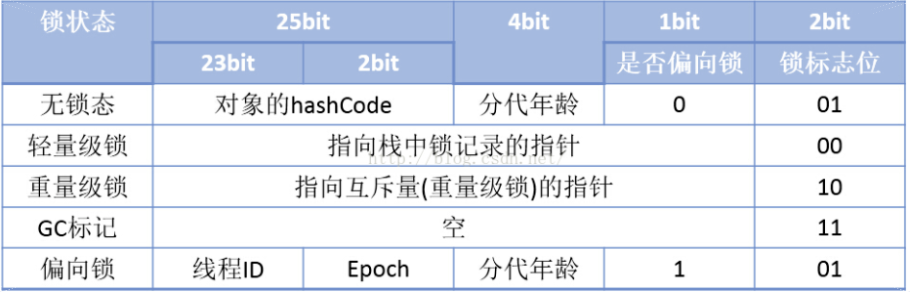 锁状态 25bit 4bit 1bit 2bit
23bit 2bit 是否偏向锁 锁标志位
无锁态 对象的hashCode 分代年龄 0 01
轻量级锁 指向栈中锁记录的指针 00
http://blog.csdn.net/
重量级锁 指向互斥量(重量级锁)的指针 10
GC标记 空 11
偏向锁 线程ID Epoch 分代年龄 1 01